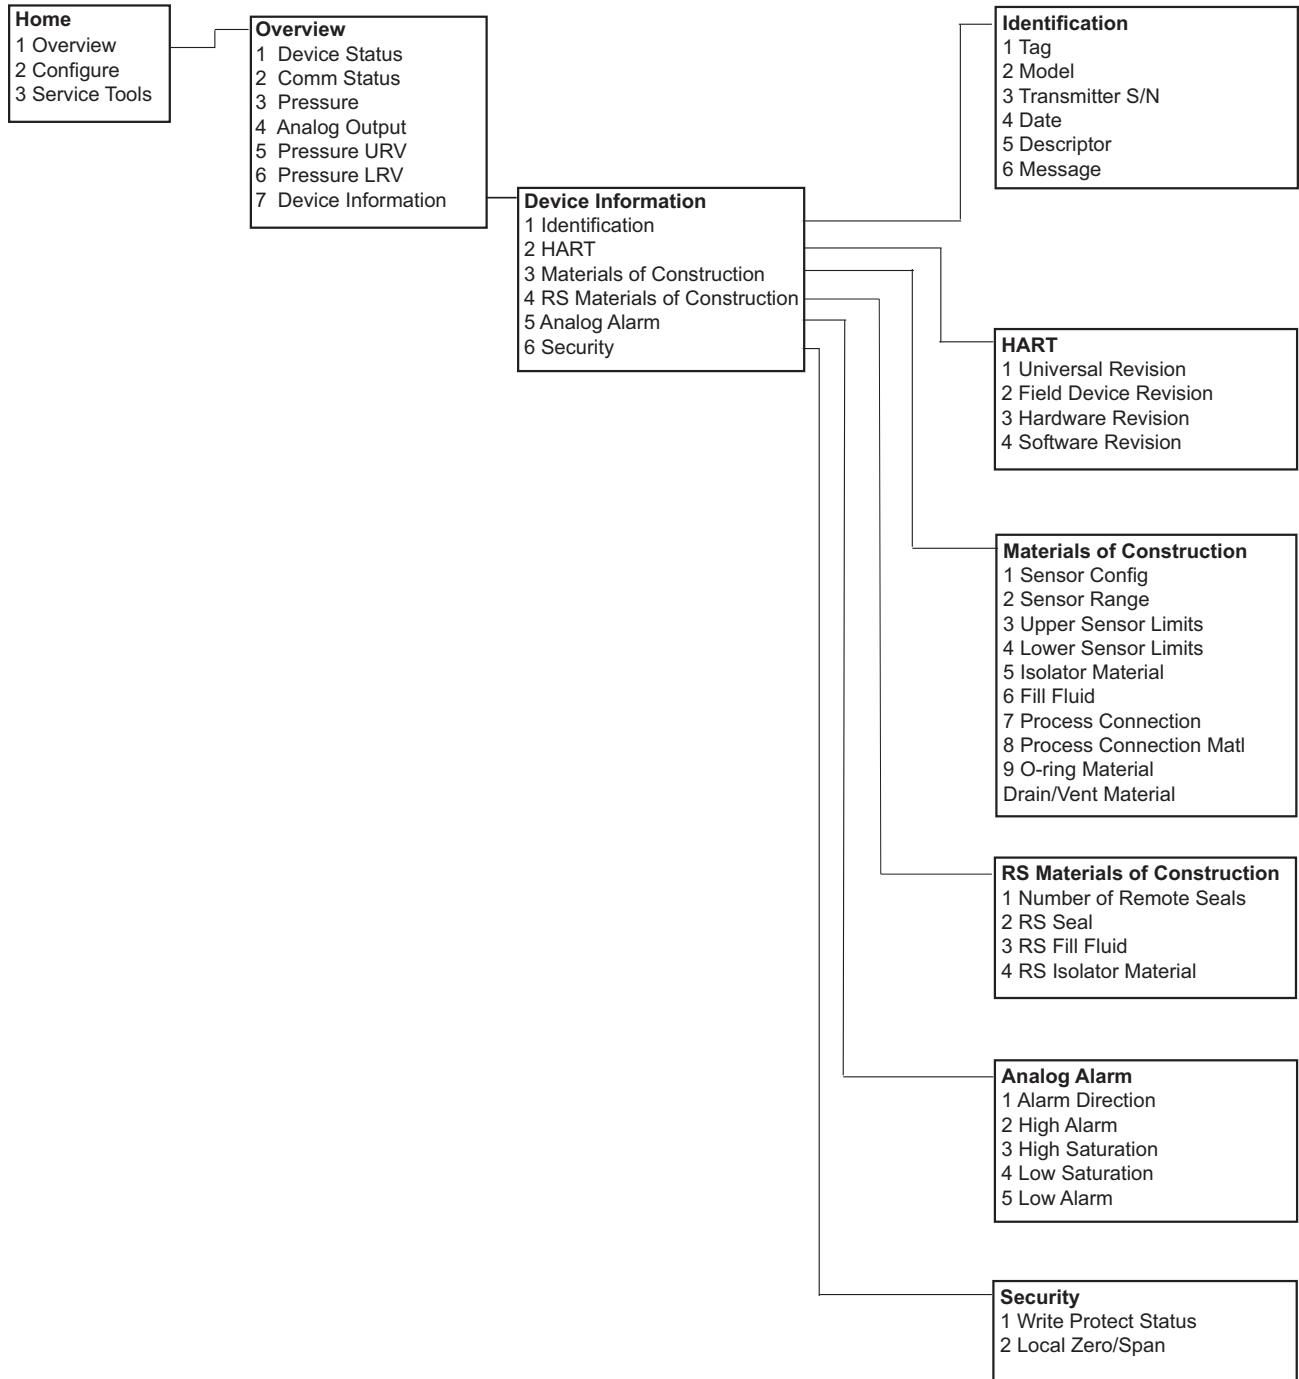 Home
1 Overview
2 Configure
3 Service Tools
Overview
1 Device Status
2 Comm Status
3 Pressure
4 Analog Output
5 Pressure URV
6 Pressure LRV
7 Device Information
Device Information
1 Identification
2 HART
3 Materials of Construction
4 RS Materials of Construction
5 Analog Alarm
6 Security
Identification
1 Tag
2 Model
3 Transmitter S/N
4 Date
5 Descriptor
6 Message
HART
1 Universal Revision
2 Field Device Revision
3 Hardware Revision
4 Software Revision
Materials of Construction
1 Sensor Config
2 Sensor Range
3 Upper Sensor Limits
4 Lower Sensor Limits
5 Isolator Material
6 Fill Fluid
7 Process Connection
8 Process Connection Matl
9 O-ring Material
Drain/Vent Material
RS Materials of Construction
1 Number of Remote Seals
2 RS Seal
3 RS Fill Fluid
4 RS Isolator Material
Analog Alarm
1 Alarm Direction
2 High Alarm
3 High Saturation
4 Low Saturation
5 Low Alarm
Security
1 Write Protect Status
2 Local Zero/Span